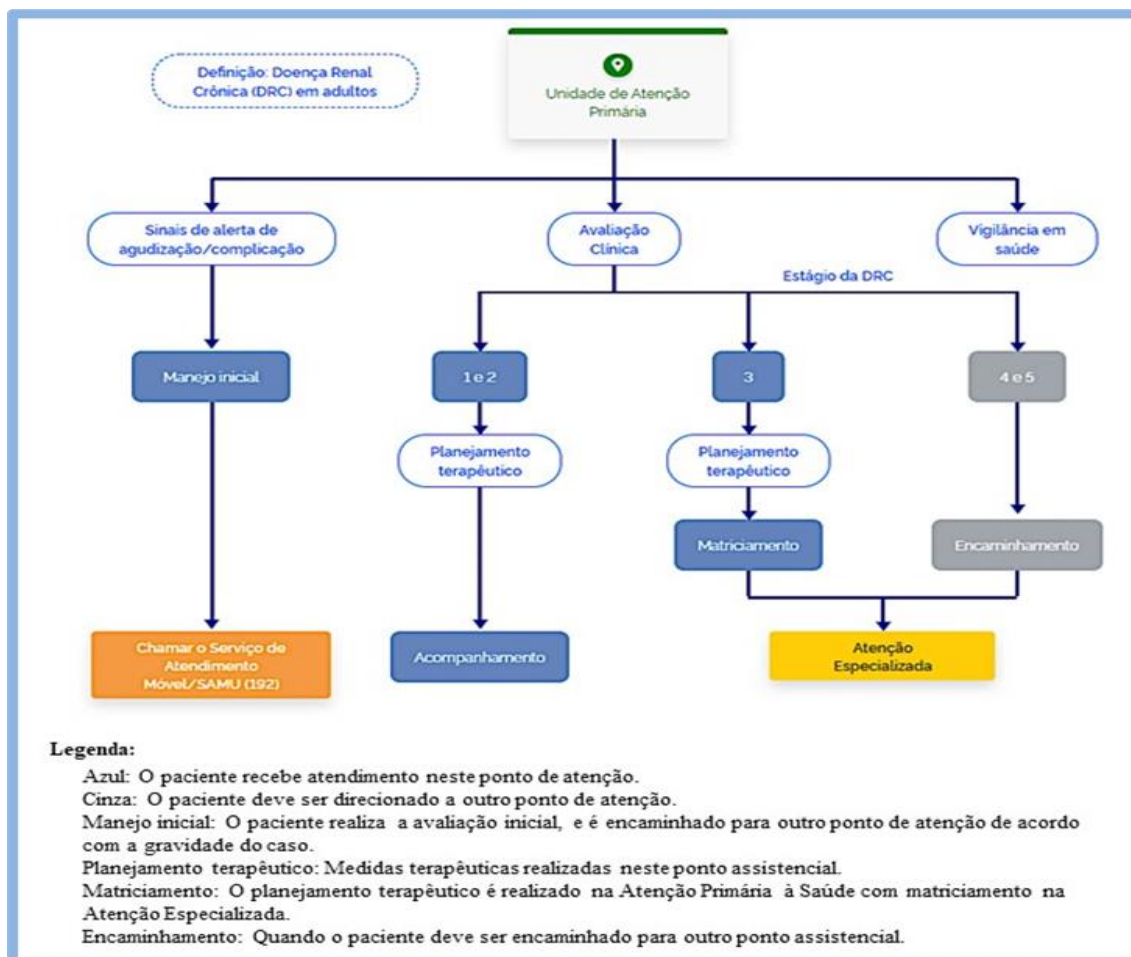 Definição: Doença Renal
Crônica (DRC) em adultos
Unidade de Atenção
Primária
Sinais de alerta de
agudização/complicação
Avaliação
Clínica
Vigilância em
saúde
Estágio da DRC
Manejo inicial
1 e 2
3
4 e 5
Planejamento
terapêutico
Planejamento
terapêutico
Matriciamento
Encaminhamento
Chamar o Serviço de
Atendimento
Móvel/SAMU (192)
Acompanhamento
Atenção
Especializada
Legenda:
Azul: O paciente recebe atendimento neste ponto de atenção.
Cinza: O paciente deve ser direcionado a outro ponto de atenção.
Manejo inicial: O paciente realiza a avaliação inicial, e é encaminhado para outro ponto de atenção de acordo
com a gravidade do caso.
Planejamento terapêutico: Medidas terapêuticas realizadas neste ponto assistencial.
Matriciamento: O planejamento terapêutico é realizado na Atenção Primária à Saúde com matriciamento na
Atenção Especializada.
Encaminhamento: Quando o paciente deve ser encaminhado para outro ponto assistencial.